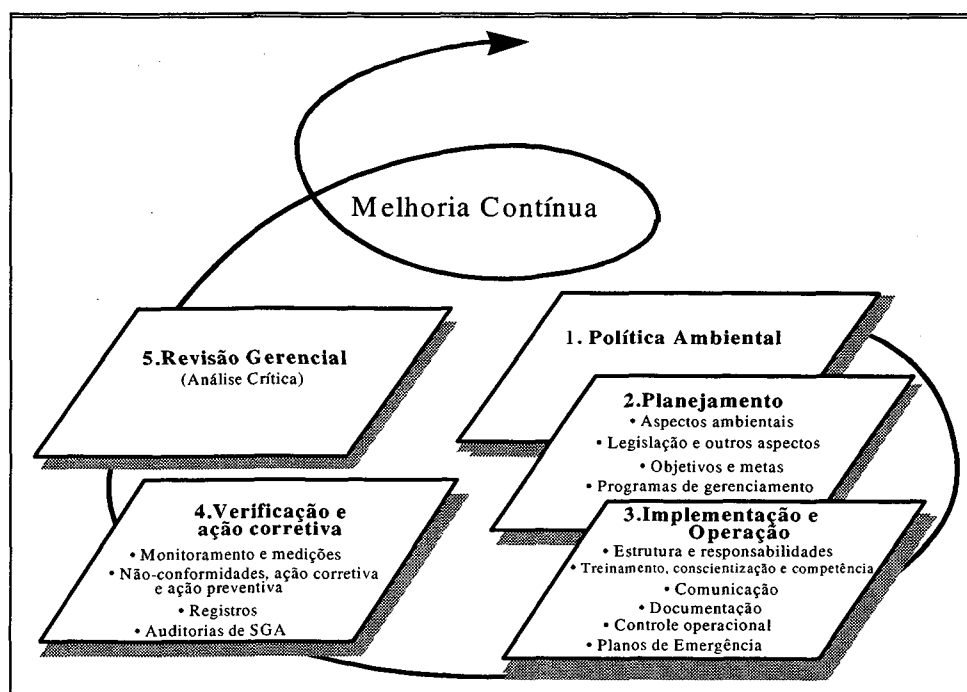 Melhoria Contínua
1. Política Ambiental
2.Planejamento
• Aspectos ambientais
• Legislação e outros aspectos
• Objetivos e metas
• Programas de gerenciamento
3.Implementação e
Operação
• Estrutura e responsabilidades
• Treinamento, conscientização e competência
• Comunicação
• Documentação
• Controle operacional
• Planos de Emergência
4.Verificação e
ação corretiva
• Monitoramento e medições
• Não-conformidades, ação corretiva
e ação preventiva
• Registros
• Auditorias de SGA
5.Revisão Gerencial
(Análise Crítica)